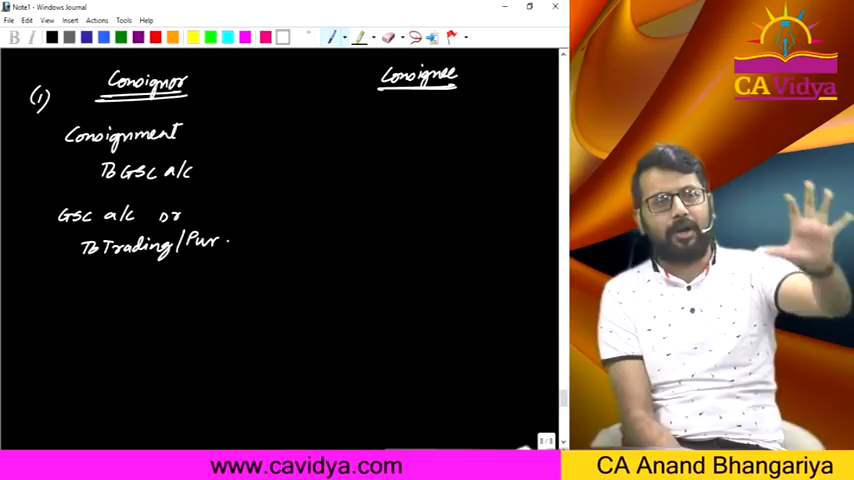 Note1 - Windows Journal
File Edit View Insert Actions Tools Help
Consignor
Consignee
(1)
Consignment
To GSC a/c
GSC a/c Dr
To Trading/Pur.
8 / 8
CA Vidya
www.cavidya.com
CA Anand Bhangariya